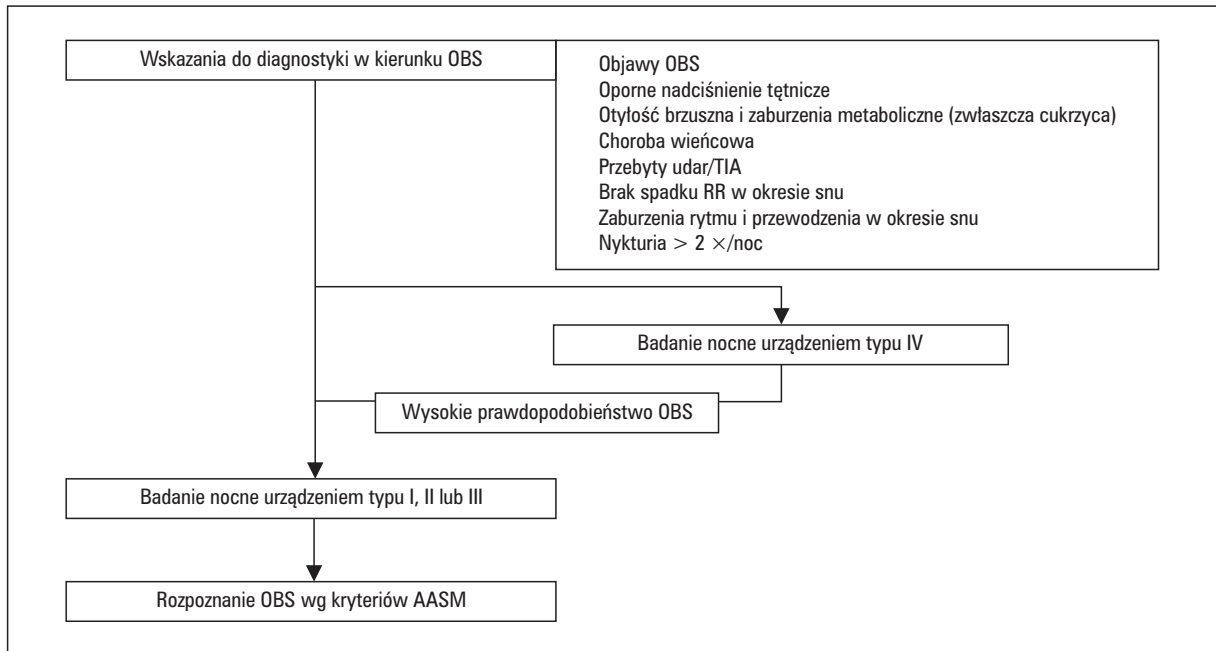 Wskazania do diagnostyki w kierunku OBS
Objawy OBS
Oporne nadciśnienie tętnicze
Otyłość brzuszna i zaburzenia metaboliczne (zwłaszcza cukrzyca)
Choroba wieńcowa
Przebyty udar/TIA
Brak spadku RR w okresie snu
Zaburzenia rytmu i przewodzenia w okresie snu
Nykturia > 2 ×/noc
Badanie nocne urządzeniem typu IV
Wysokie prawdopodobieństwo OBS
Badanie nocne urządzeniem typu I, II lub III
Rozpoznanie OBS wg kryteriów AASM